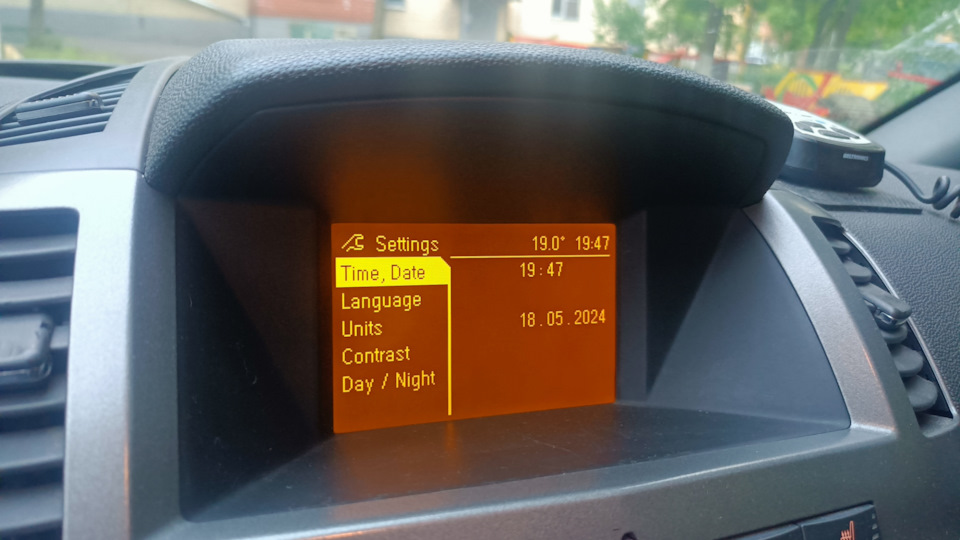 Settings 19.0° 19:47
Time, Date 19:47
Language
Units 18.05.2024
Contrast
Day / Night